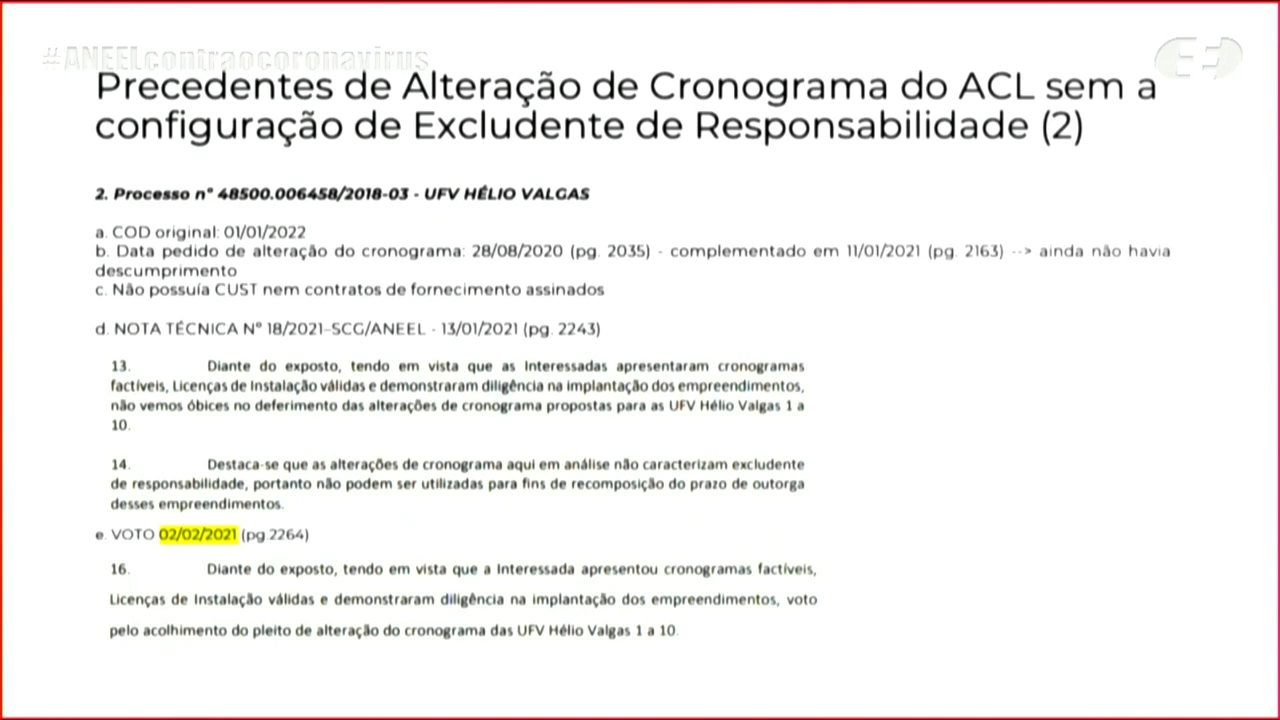 #ANEELcontraocoronavirus
Precedentes de Alteração de Cronograma do ACL sem a
configuração de Excludente de Responsabilidade (2)
2. Processo nº 48500.006458/2018-03 - UFV HÉLIO VALGAS
a. COD original: 01/01/2022
b. Data pedido de alteração do cronograma: 28/08/2020 (pg. 2035) - complementado em 11/01/2021 (pg. 2163) --> ainda não havia
descumprimento
c. Não possuía CUST nem contratos de fornecimento assinados
d. NOTA TÉCNICA Nº 18/2021–SCG/ANEEL - 13/01/2021 (pg. 2243)
13. Diante do exposto, tendo em vista que as Interessadas apresentaram cronogramas
factíveis, Licenças de Instalação válidas e demonstraram diligência na implantação dos empreendimentos,
não vemos óbices no deferimento das alterações de cronograma propostas para as UFV Hélio Valgas 1 a
10.
14. Destaca-se que as alterações de cronograma aqui em análise não caracterizam excludente
de responsabilidade, portanto não podem ser utilizadas para fins de recomposição do prazo de outorga
desses empreendimentos.
e. VOTO 02/02/2021 (pg.2264)
16. Diante do exposto, tendo em vista que a Interessada apresentou cronogramas factíveis,
Licenças de Instalação válidas e demonstraram diligência na implantação dos empreendimentos, voto
pelo acolhimento do pleito de alteração do cronograma das UFV Hélio Valgas 1 a 10.